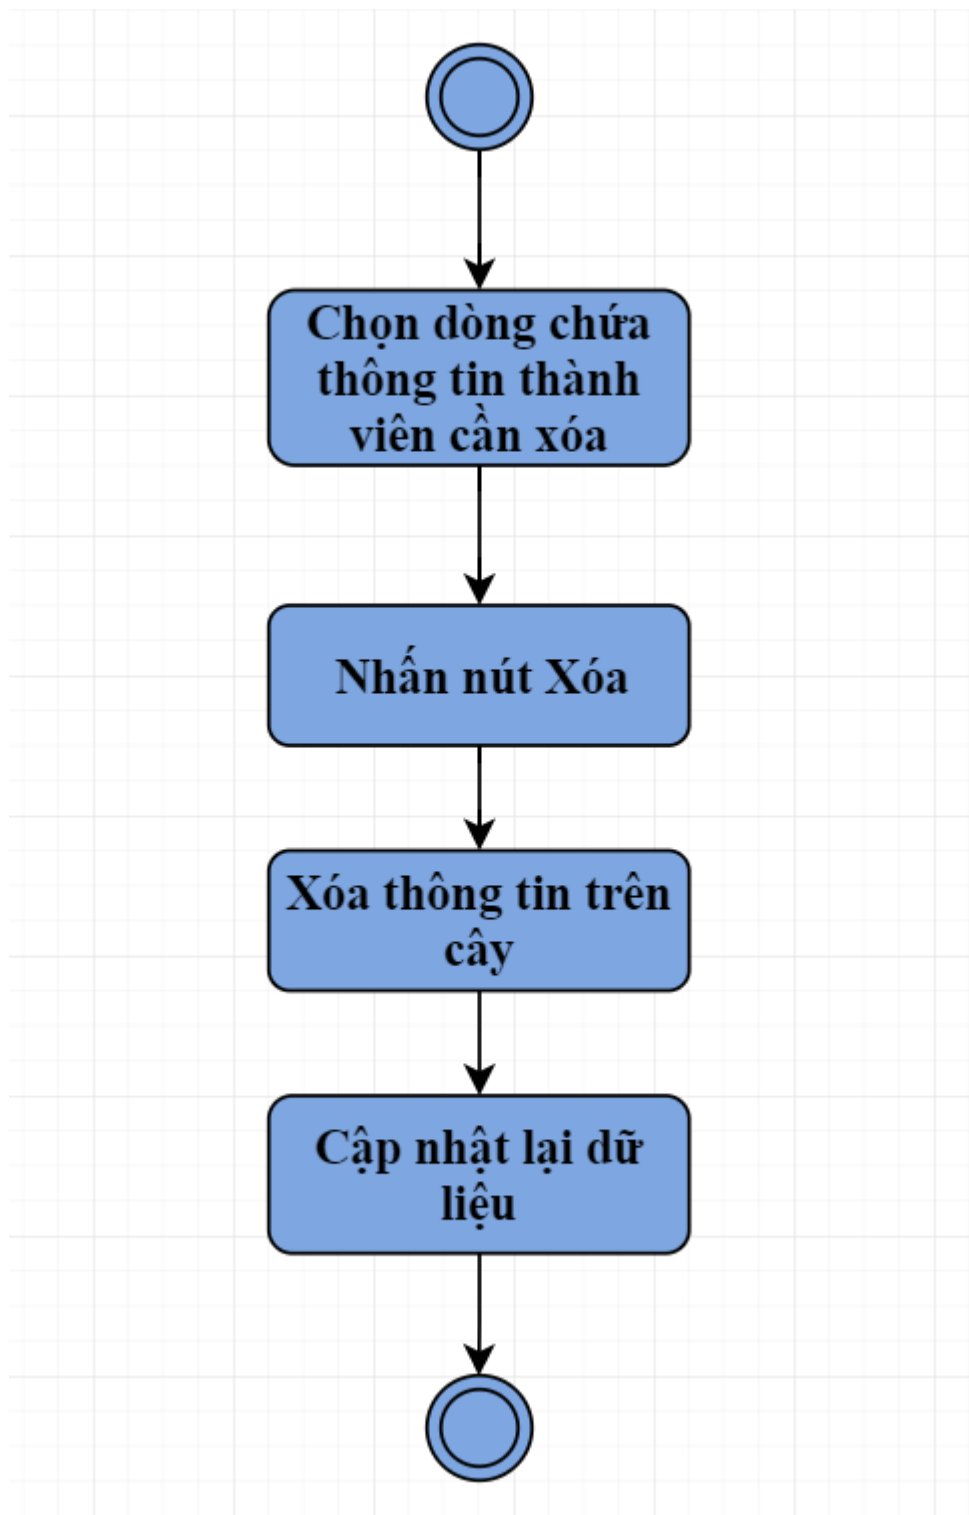 Chọn dòng chứa
thông tin thành
viên cần xóa
Nhấn nút Xóa
Xóa thông tin trên
cây
Cập nhật lại dữ
liệu